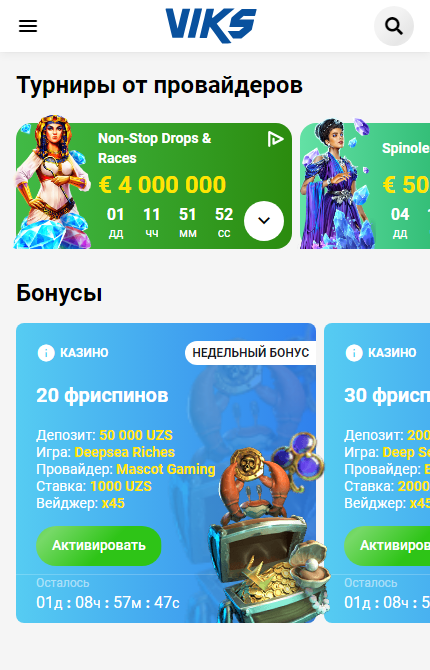 VIKS
Турниры от провайдеров
Non-Stop Drops &
Races
€ 4 000 000
01 11 51 52
дд чч мм сс
Spinole
€ 50
04
дд
Бонусы
КАЗИНО
НЕДЕЛЬНЫЙ БОНУС
20 фриспинов
Депозит: 50 000 UZS
Игра: Deepsea Riches
Провайдер: Mascot Gaming
Ставка: 1000 UZS
Вейджер: x45
Активировать
Осталось
01д : 08ч : 57м : 47с
КАЗИНО
30 фрисп
Депозит: 200
Игра: Deep S
Провайдер:
Ставка: 2000
Вейджер: x45
Активиров
Осталось
01д : 08ч : 5